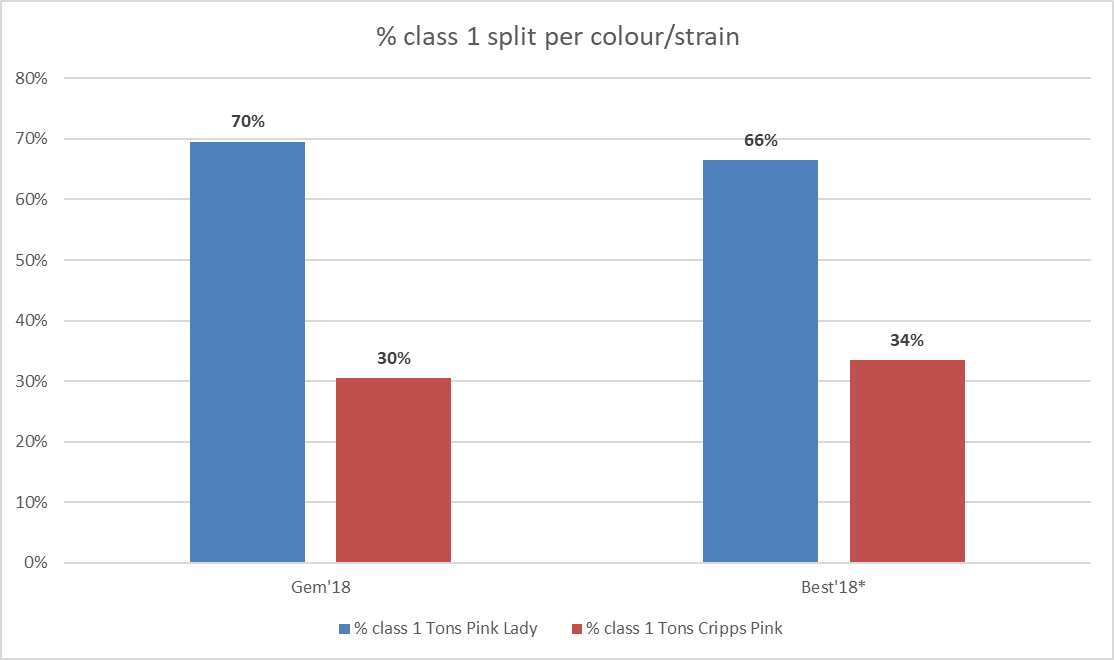 % class 1 split per colour/strain
80%
70%
60%
50%
40%
30%
20%
10%
0%
70%
30%
66%
34%
Gem'18
Best'18*
% class 1 Tons Pink Lady
% class 1 Tons Cripps Pink